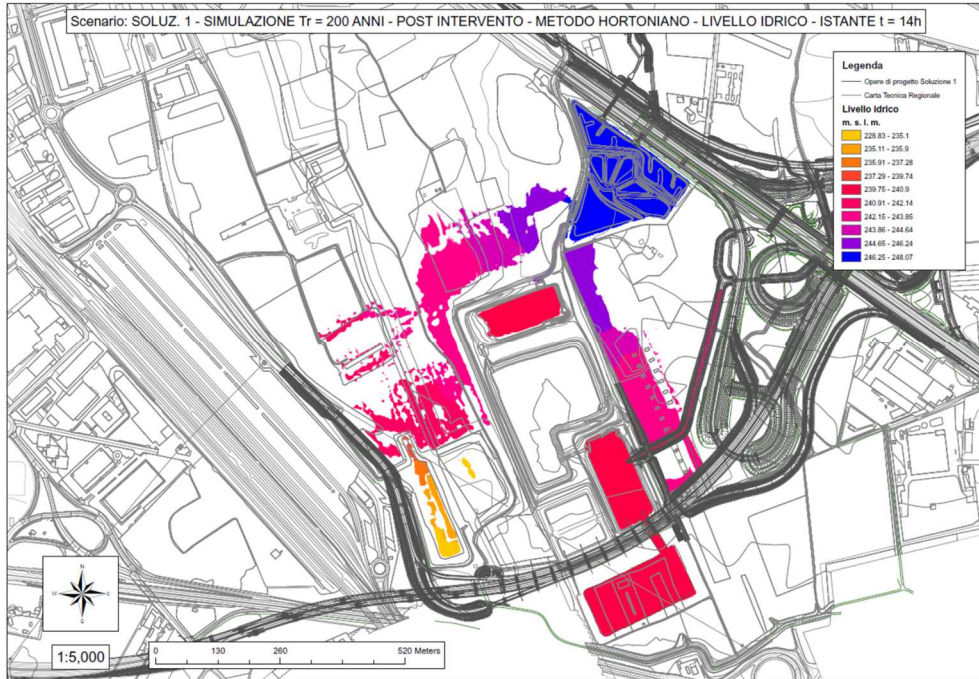 Scenario: SOLUZ. 1 - SIMULAZIONE Tr = 200 ANNI - POST INTERVENTO - METODO HORTONIANO - LIVELLO IDRICO - ISTANTE t = 14h
Legenda
Opere di progetto Soluzione 1
Carta Tecnica Regionale
Livello idrico
m. s. l. m.
228.83 - 235.1
235.11 - 235.9
235.91 - 237.28
237.29 - 239.74
239.75 - 240.9
240.91 - 242.14
242.15 - 243.85
243.86 - 244.64
244.65 - 246.24
246.25 - 248.07
N
W E
S
1:5,000
0 130 260 520 Meters